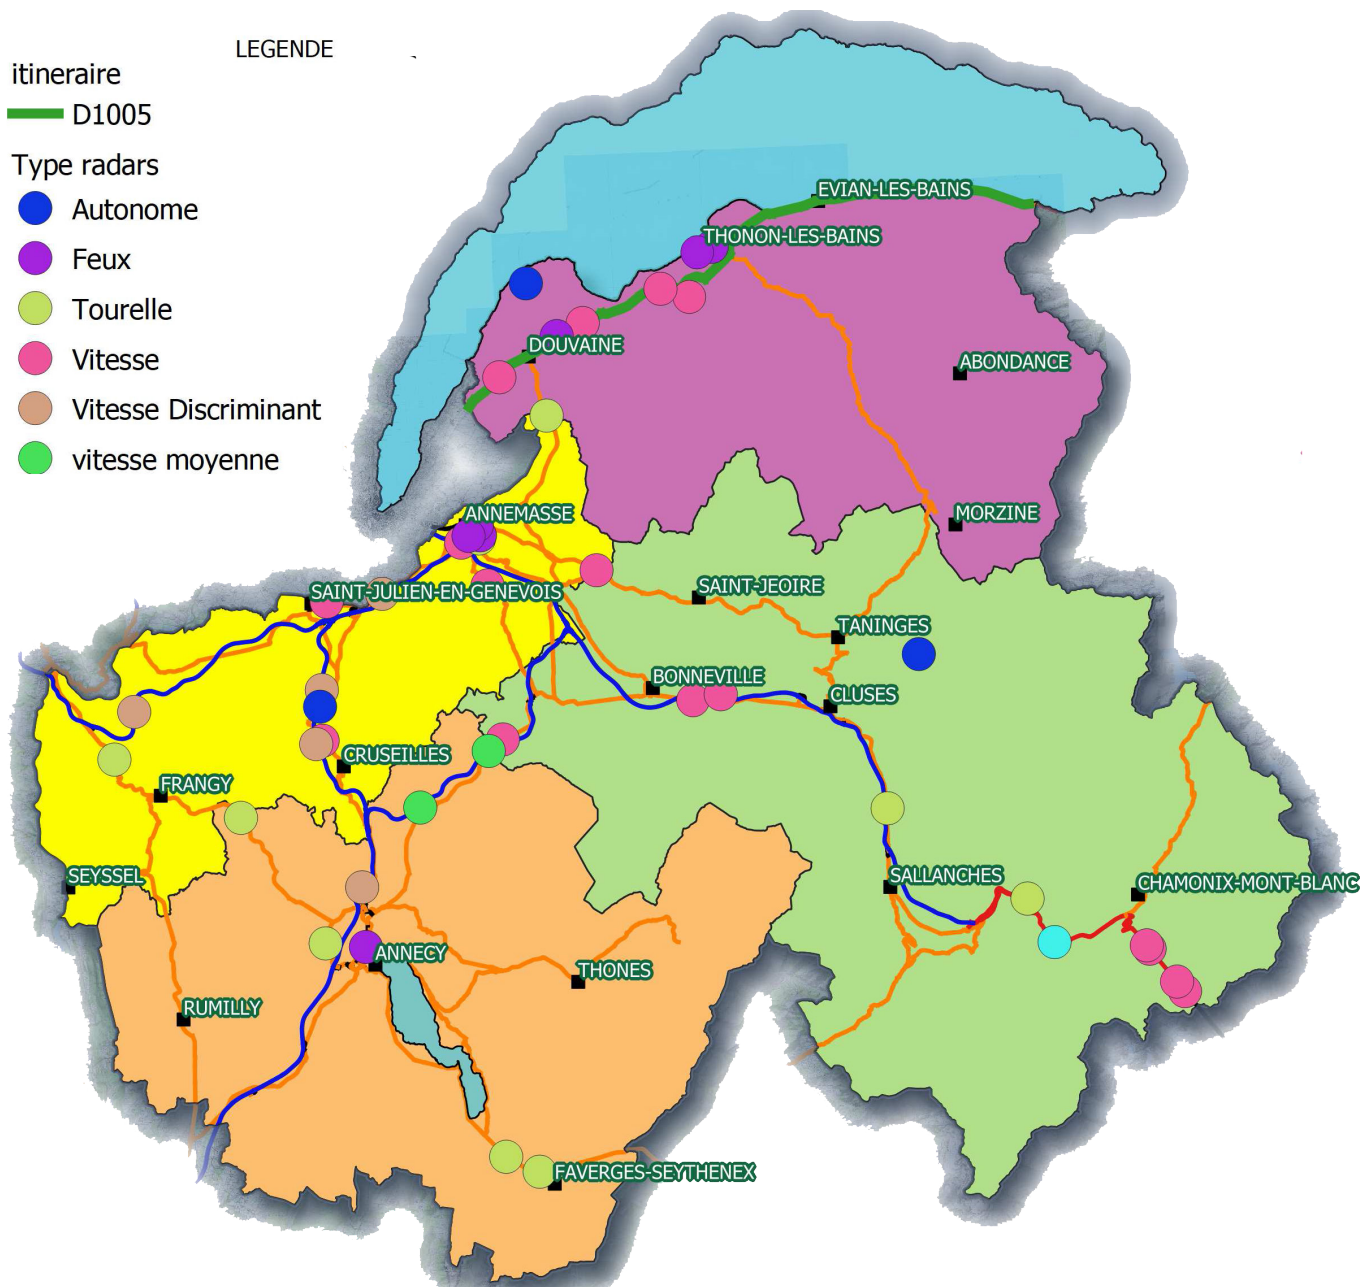 LEGENDE
itineraire
D1005
Type radars
Autonome
Feux
Tourelle
Vitesse
Vitesse Discriminant
vitesse moyenne
EVIAN-LES-BAINS
THONON-LES-BAINS
DOUVAINE
ABONDANCE
ANNEMASSE
MORZINE
SAINT-JULIEN-EN-GENEVOIS
SAINT-JEOIRE
TANINGES
BONNEVILLE
CLUSES
CRUSEILLES
FRANGY
SEYSSEL
SALLANCHES
CHAMONIX-MONT-BLANC
ANNECY
THONES
RUMILLY
FAVERGES-SEYTHENEX